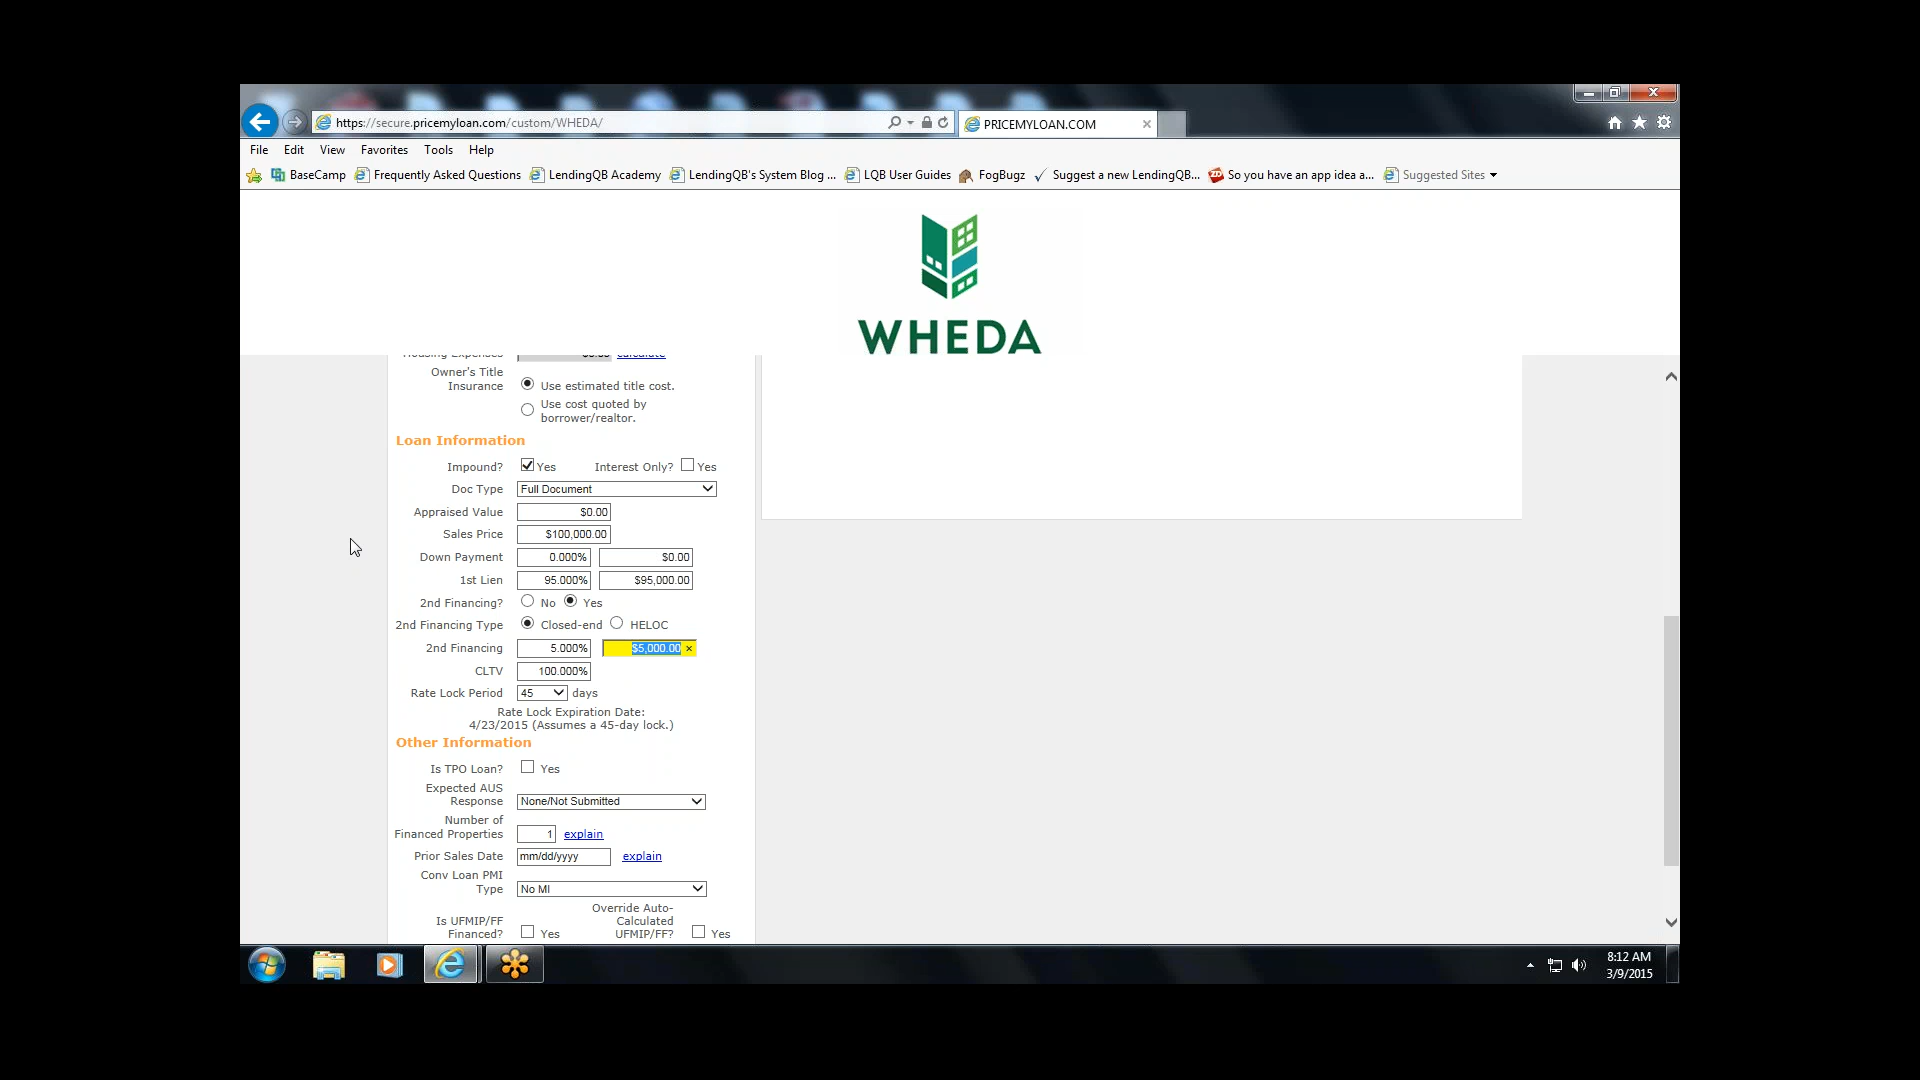 https://secure.pricemyloan.com/custom/WHEDA/
PRICEMYLOAN.COM
File Edit View Favorites Tools Help
BaseCamp Frequently Asked Questions LendingQB Academy LendingQB's System Blog ... LQB User Guides FogBugz Suggest a new LendingQB... So you have an app idea a... Suggested Sites
WHEDA
Housing Expenses calculate
Owner's Title
Insurance
Use estimated title cost.
Use cost quoted by
borrower/realtor.
Loan Information
Impound? Yes Interest Only? Yes
Doc Type Full Document
Appraised Value $0.00
Sales Price $100,000.00
Down Payment 0.000% $0.00
1st Lien 95.000% $95,000.00
2nd Financing? No Yes
2nd Financing Type Closed-end HELOC
2nd Financing 5.000% $5,000.00
CLTV 100.000%
Rate Lock Period 45 days
Rate Lock Expiration Date:
4/23/2015 (Assumes a 45-day lock.)
Other Information
Is TPO Loan? Yes
Expected AUS
Response None/Not Submitted
Number of
Financed Properties 1 explain
Prior Sales Date mm/dd/yyyy explain
Conv Loan PMI
Type No MI
Is UFMIP/FF
Financed? Yes
Override Auto-
Calculated
UFMIP/FF? Yes
8:12 AM
3/9/2015